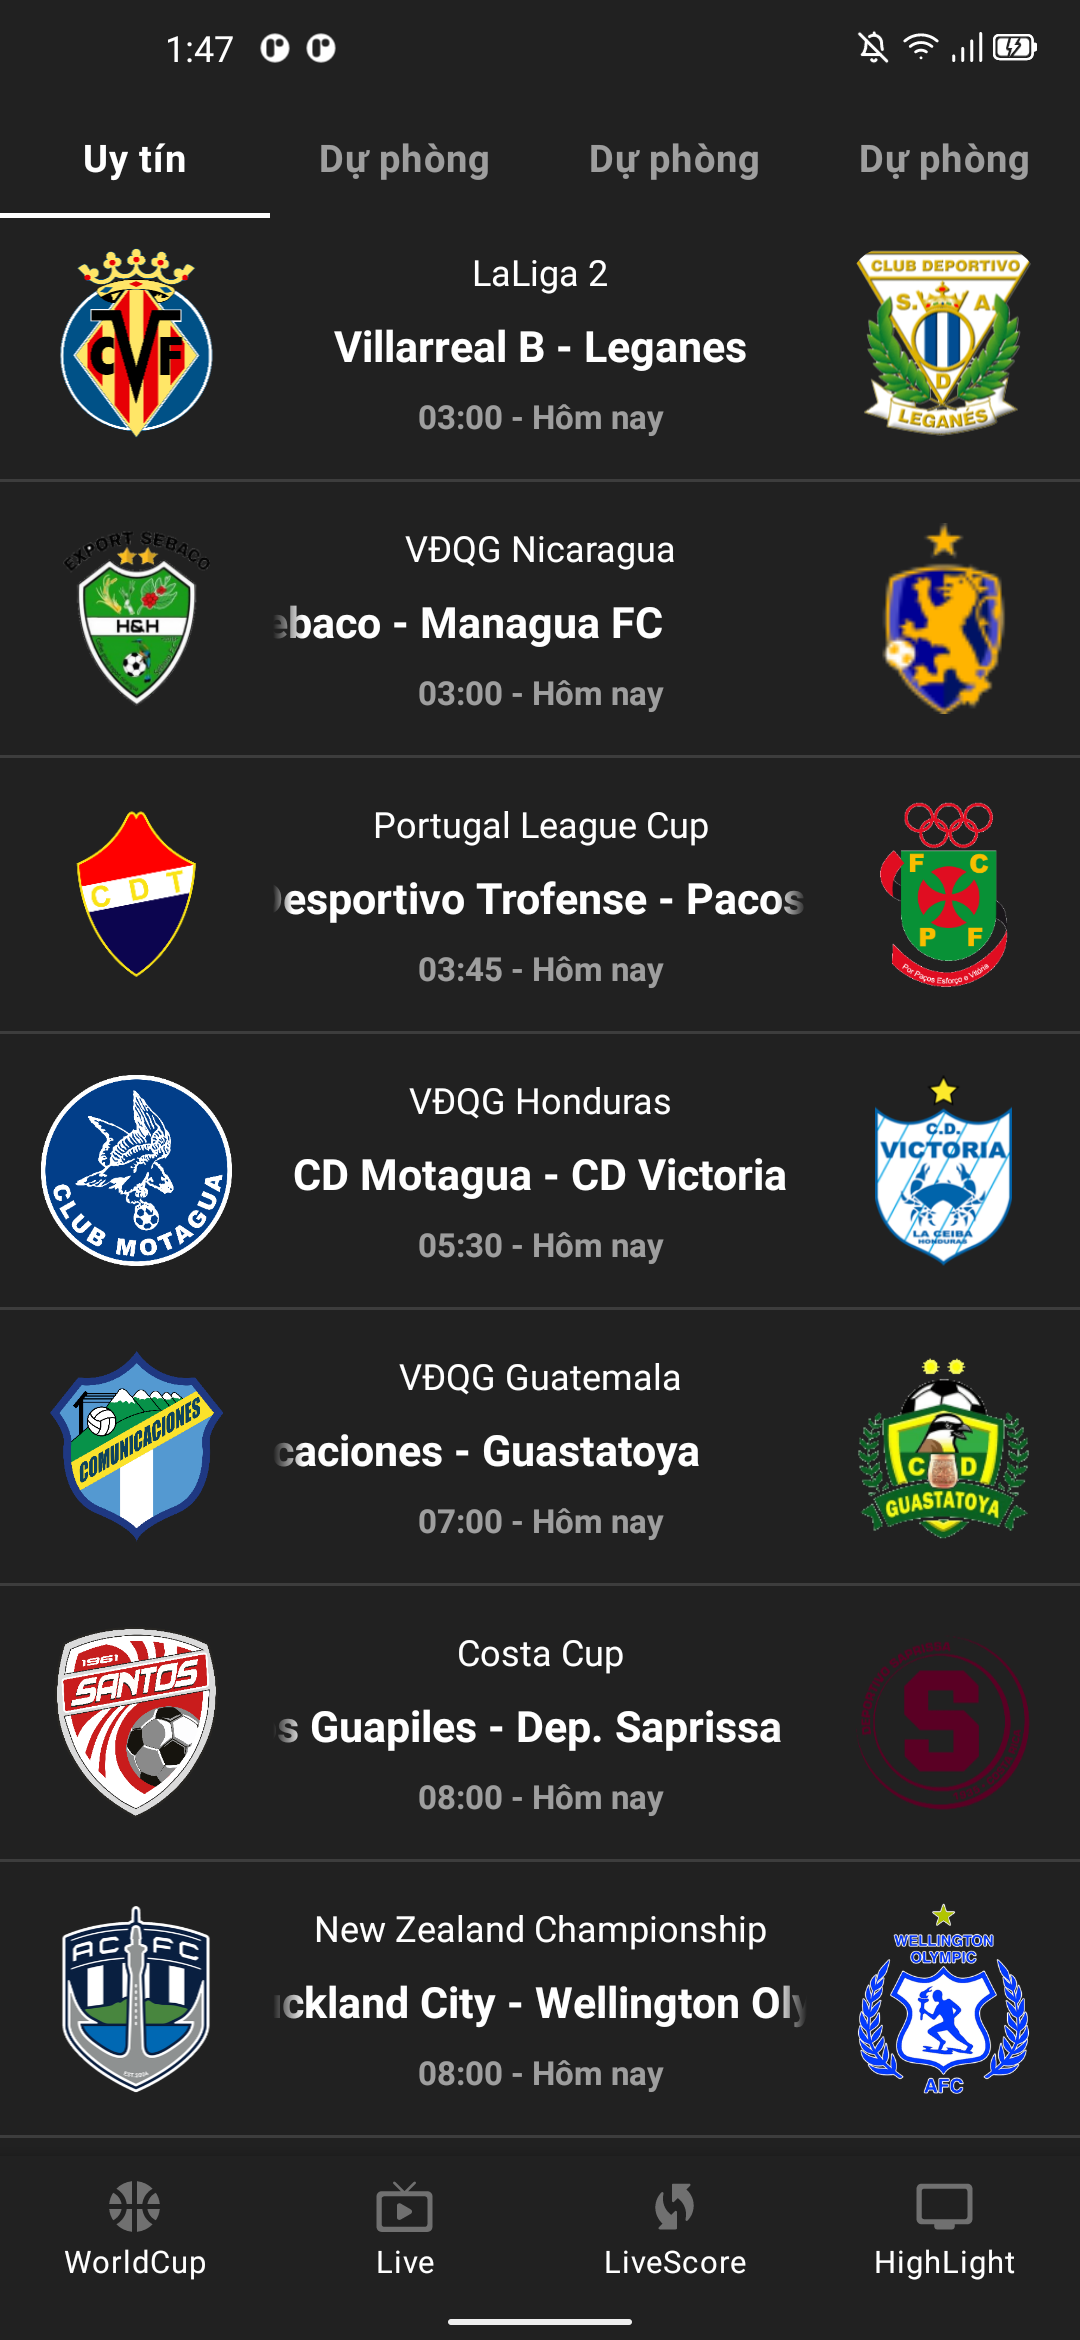 1:47
Uy tín Dự phòng Dự phòng Dự phòng
LaLiga 2
Villarreal B - Leganes
03:00 - Hôm nay
CVF
CLUB DEPORTIVO
S. A.
D
LEGANÉS
VĐQG Nicaragua
ebaco - Managua FC
03:00 - Hôm nay
EXPORT SEBACO
H&H
Portugal League Cup
Desportivo Trofense - Pacos
03:45 - Hôm nay
CDT
F C
P F
Por Paços Esforço e Vitória
VĐQG Honduras
CD Motagua - CD Victoria
05:30 - Hôm nay
CLUB MOTAGUA
C.D.
VICTORIA
LA CEIBA
HONDURAS
VĐQG Guatemala
caciones - Guastatoya
07:00 - Hôm nay
COMUNICACIONES
C D
GUASTATOYA
Costa Cup
s Guapiles - Dep. Saprissa
08:00 - Hôm nay
1961
SANTOS
S
New Zealand Championship
uckland City - Wellington Oly
08:00 - Hôm nay
ACFC
WELLINGTON
OLYMPIC
AFC
WorldCup Live LiveScore HighLight